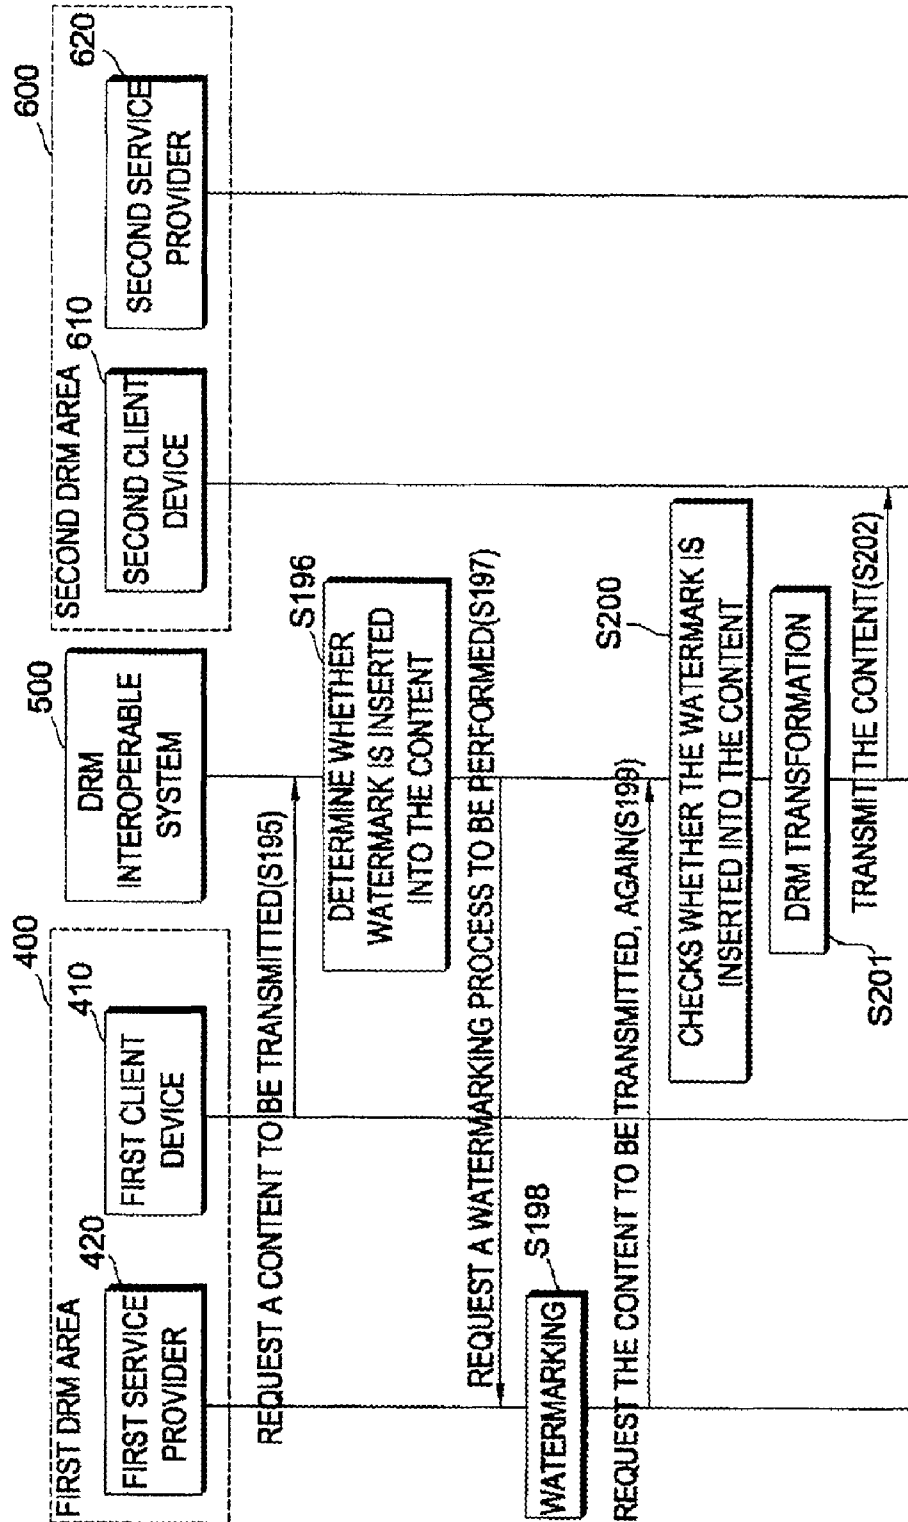 FIRST DRM AREA
400
420
FIRST SERVICE
PROVIDER
410
FIRST CLIENT
DEVICE
500
DRM
INTEROPERABLE
SYSTEM
600
SECOND DRM AREA
610
SECOND CLIENT
DEVICE
620
SECOND SERVICE
PROVIDER
REQUEST A CONTENT TO BE TRANSMITTED(S195)
S196
DETERMINE WHETHER
WATERMARK IS INSERTED
INTO THE CONTENT
REQUEST A WATERMARKING PROCESS TO BE PERFORMED(S197)
S198
WATERMARKING
REQUEST THE CONTENT TO BE TRANSMITTED, AGAIN(S199)
S200
CHECKS WHETHER THE WATERMARK IS
INSERTED INTO THE CONTENT
DRM TRANSFORMATION
S201
TRANSMIT THE CONTENT(S202)